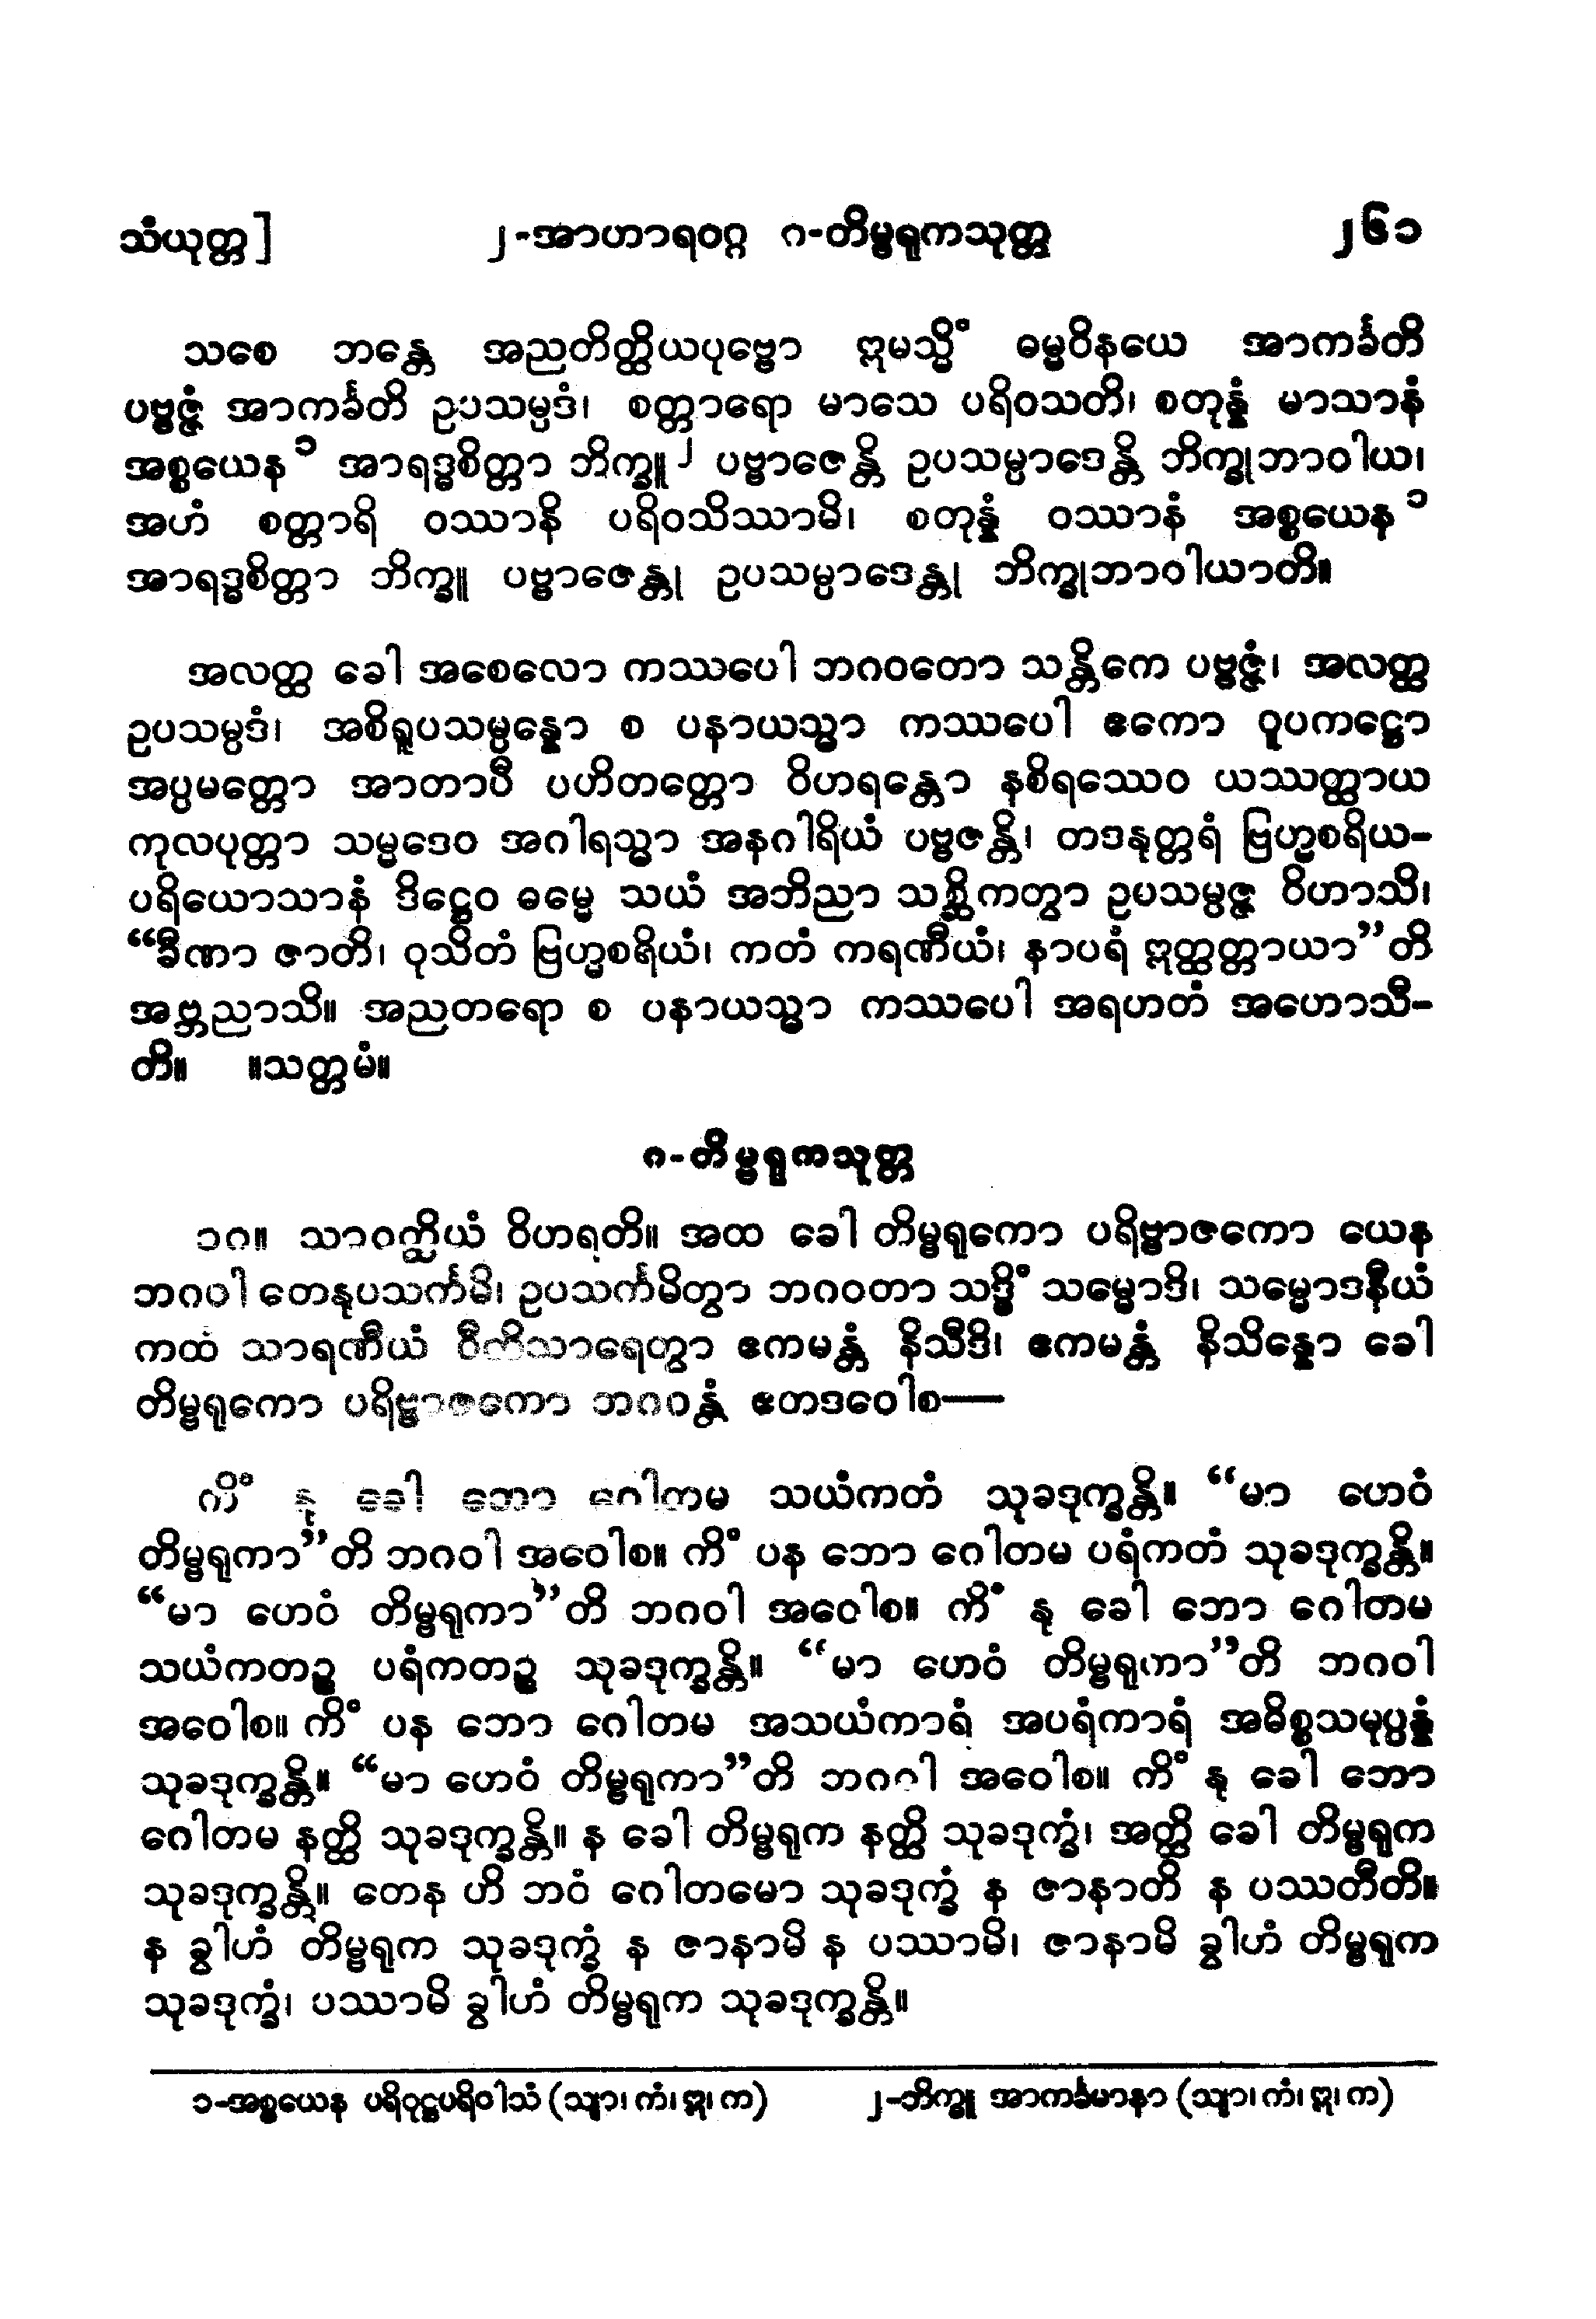 သံယုတ္တ] ၂-အာဟာရဝဂ္ဂ ဂ-တိမ္ဗရုကသုတ္တ ၂၆၁
သစေ ဘန္တေ အညတိတ္ထိယပုဗ္ဗော ဣမသ္မိံ ဓမ္မဝိနယေ အာကင်္ခတိ
ပဗ္ဗဇ္ဇံ အာကင်္ခတိ ဥပသမ္ပဒံ၊ စတ္တာရော မာသေ ပရိဝသတိ၊ စတုန္နံ မာသာနံ
အစ္စယေန ၁ အာရဒ္ဓစိတ္တာ ဘိက္ခူ ၂ ပဗ္ဗာဇေန္တိ ဥပသမ္ပာဒေန္တိ ဘိက္ခုဘာဝါယ၊
အဟံ စတ္တာရိ ဝဿာနိ ပရိဝသိဿာမိ၊ စတုန္နံ ဝဿာနံ အစ္စယေန ၁
အာရဒ္ဓစိတ္တာ ဘိက္ခူ ပဗ္ဗာဇေန္တု ဥပသမ္ပာဒေန္တု ဘိက္ခုဘာဝါယာတိ။
အလတ္ထ ခေါ အစေလော ကဿပေါ ဘဂဝတော သန္တိကေ ပဗ္ဗဇ္ဇံ၊ အလတ္ထ
ဥပသမ္ပဒံ၊ အစိရူပသမ္ပန္နော စ ပနာယသ္မာ ကဿပေါ ဧကော ဝူပကဋ္ဌော
အပ္ပမတ္တော အာတာပီ ပဟိတတ္တော ဝိဟရန္တော နစိရဿေဝ ယဿတ္ထာယ
ကုလပုတ္တာ သမ္မဒေဝ အဂါရသ္မာ အနဂါရိယံ ပဗ္ဗဇန္တိ၊ တဒနုတ္တရံ ဗြဟ္မစရိယ-
ပရိယောသာနံ ဒိဋ္ဌေဝ ဓမ္မေ သယံ အဘိညာ သစ္ဆိကတွာ ဥပသမ္ပဇ္ဇ ဝိဟာသိ၊
“ခီဏာ ဇာတိ၊ ဝုသိတံ ဗြဟ္မစရိယံ၊ ကတံ ကရဏီယံ၊ နာပရံ ဣတ္ထတ္တာယာ”တိ
အဗ္ဘညာသိ။ အညတရော စ ပနာယသ္မာ ကဿပေါ အရဟတံ အဟောသီ-
တိ။ ။သတ္တမံ။
ဂ-တိမ္ဗရုကသုတ္တ
၁ဂ။ သာဝတ္ထိယံ ဝိဟရတိ။ အထ ခေါ တိမ္ဗရုကော ပရိဗ္ဗာဇကော ယေန
ဘဂဝါ တေနုပသင်္ကမိ၊ ဥပသင်္ကမိတွာ ဘဂဝတာ သဒ္ဓိံ သမ္မောဒိ၊ သမ္မောဒနီယံ
ကထံ သာရဏီယံ ဝီတိသာရေတွာ ဧကမန္တံ နိသီဒိ၊ ဧကမန္တံ နိသိန္နော ခေါ
တိမ္ဗရုကော ပရိဗ္ဗာဇကော ဘဂဝန္တံ ဧတဒဝေါစ—
ကိံ နု ခေါ ဘော ဂေါတမ သယံကတံ သုခဒုက္ခန္တိ။ “မာ ဟေဝံ
တိမ္ဗရုကာ”တိ ဘဂဝါ အဝေါစ။ ကိံ ပန ဘော ဂေါတမ ပရံကတံ သုခဒုက္ခန္တိ။
“မာ ဟေဝံ တိမ္ဗရုကာ”တိ ဘဂဝါ အဝေါစ။ ကိံ နု ခေါ ဘော ဂေါတမ
သယံကတဉ္စ ပရံကတဉ္စ သုခဒုက္ခန္တိ။ “မာ ဟေဝံ တိမ္ဗရုကာ”တိ ဘဂဝါ
အဝေါစ။ ကိံ ပန ဘော ဂေါတမ အသယံကာရံ အပရံကာရံ အဓိစ္စသမုပ္ပန္နံ
သုခဒုက္ခန္တိ။ “မာ ဟေဝံ တိမ္ဗရုကာ”တိ ဘဂဝါ အဝေါစ။ ကိံ နု ခေါ ဘော
ဂေါတမ နတ္ထိ သုခဒုက္ခန္တိ။ န ခေါ တိမ္ဗရုက နတ္ထိ သုခဒုက္ခံ၊ အတ္ထိ ခေါ တိမ္ဗရုက
သုခဒုက္ခန္တိ။ တေန ဟိ ဘဝံ ဂေါတမော သုခဒုက္ခံ န ဇာနာတိ န ပဿတီတိ။
န ခွါဟံ တိမ္ဗရုက သုခဒုက္ခံ န ဇာနာမိ န ပဿာမိ၊ ဇာနာမိ ခွါဟံ တိမ္ဗရုက
သုခဒုက္ခံ၊ ပဿာမိ ခွါဟံ တိမ္ဗရုက သုခဒုက္ခန္တိ။
၁-အစ္စယေန ပရိဝုဋ္ဌပရိဝါသံ (သျာ၊ ကံ၊ ဣ၊ က) ၂-ဘိက္ခူ အာကင်္ခမာနာ (သျာ၊ ကံ၊ ဣ၊ က)